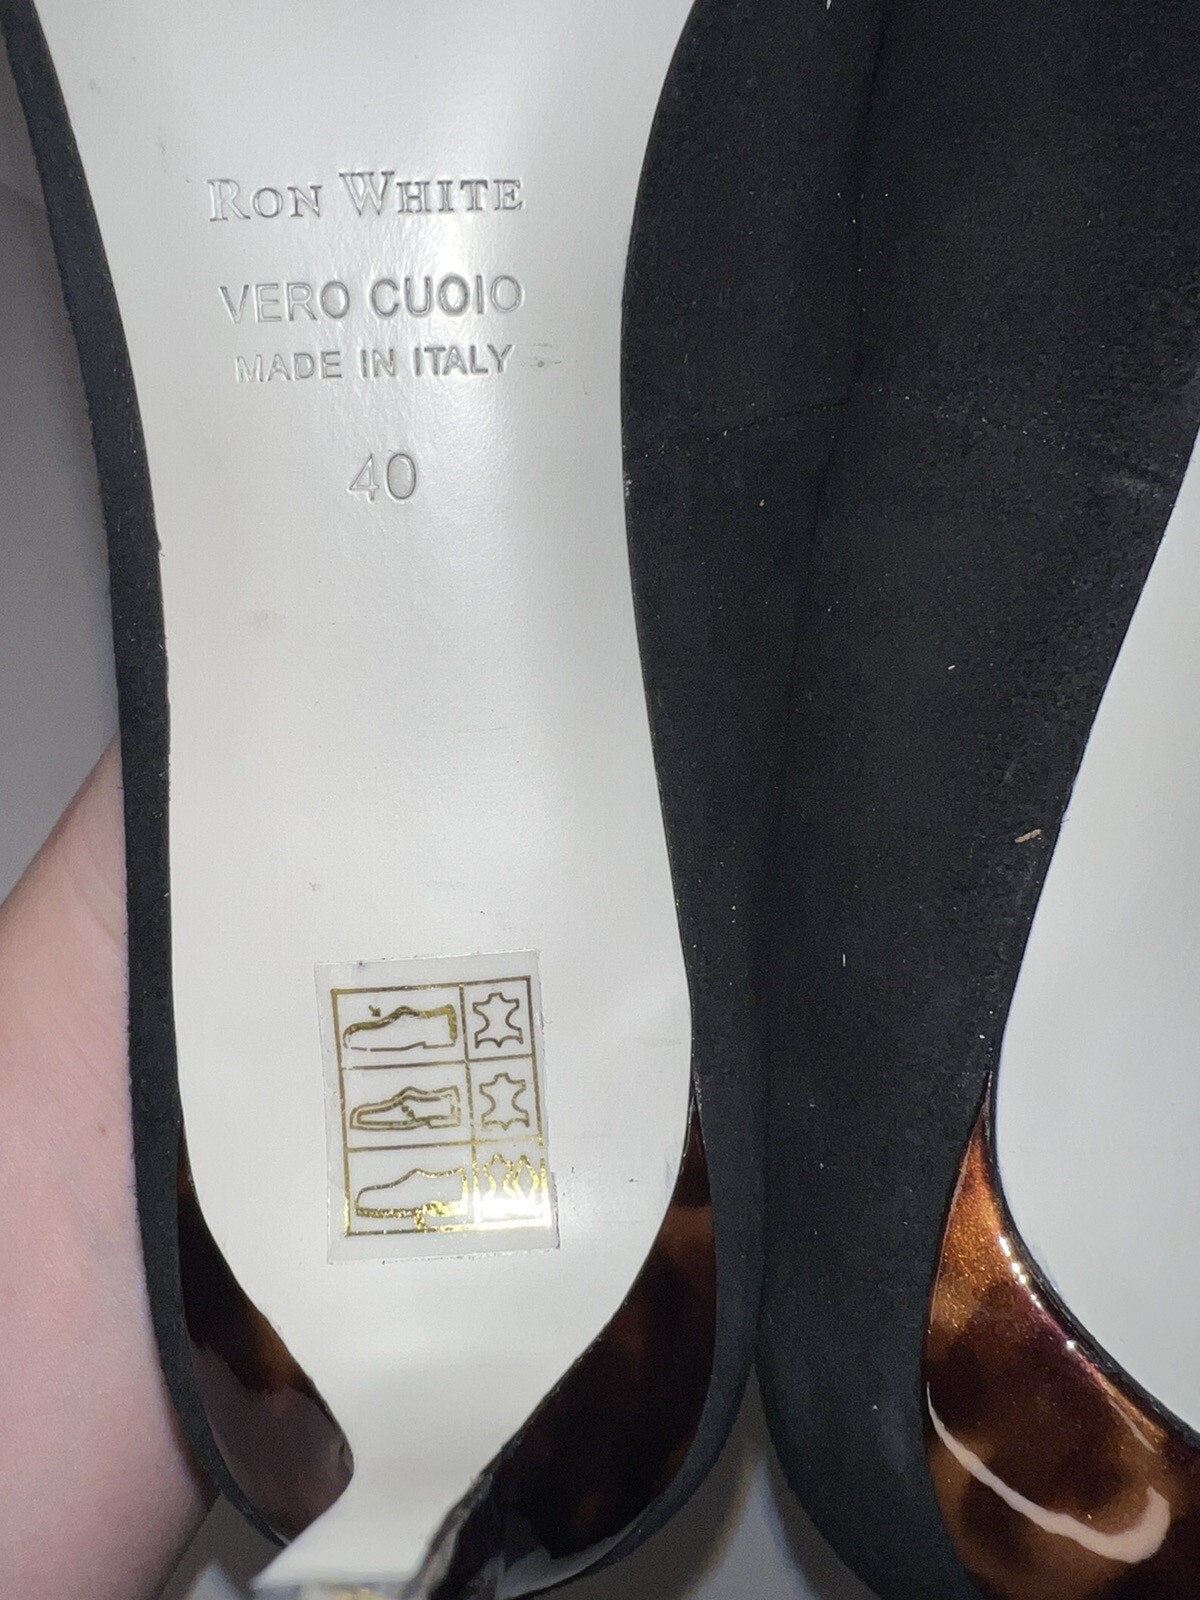 RON WHITE
VERO CUOIO
MADE IN ITALY
40